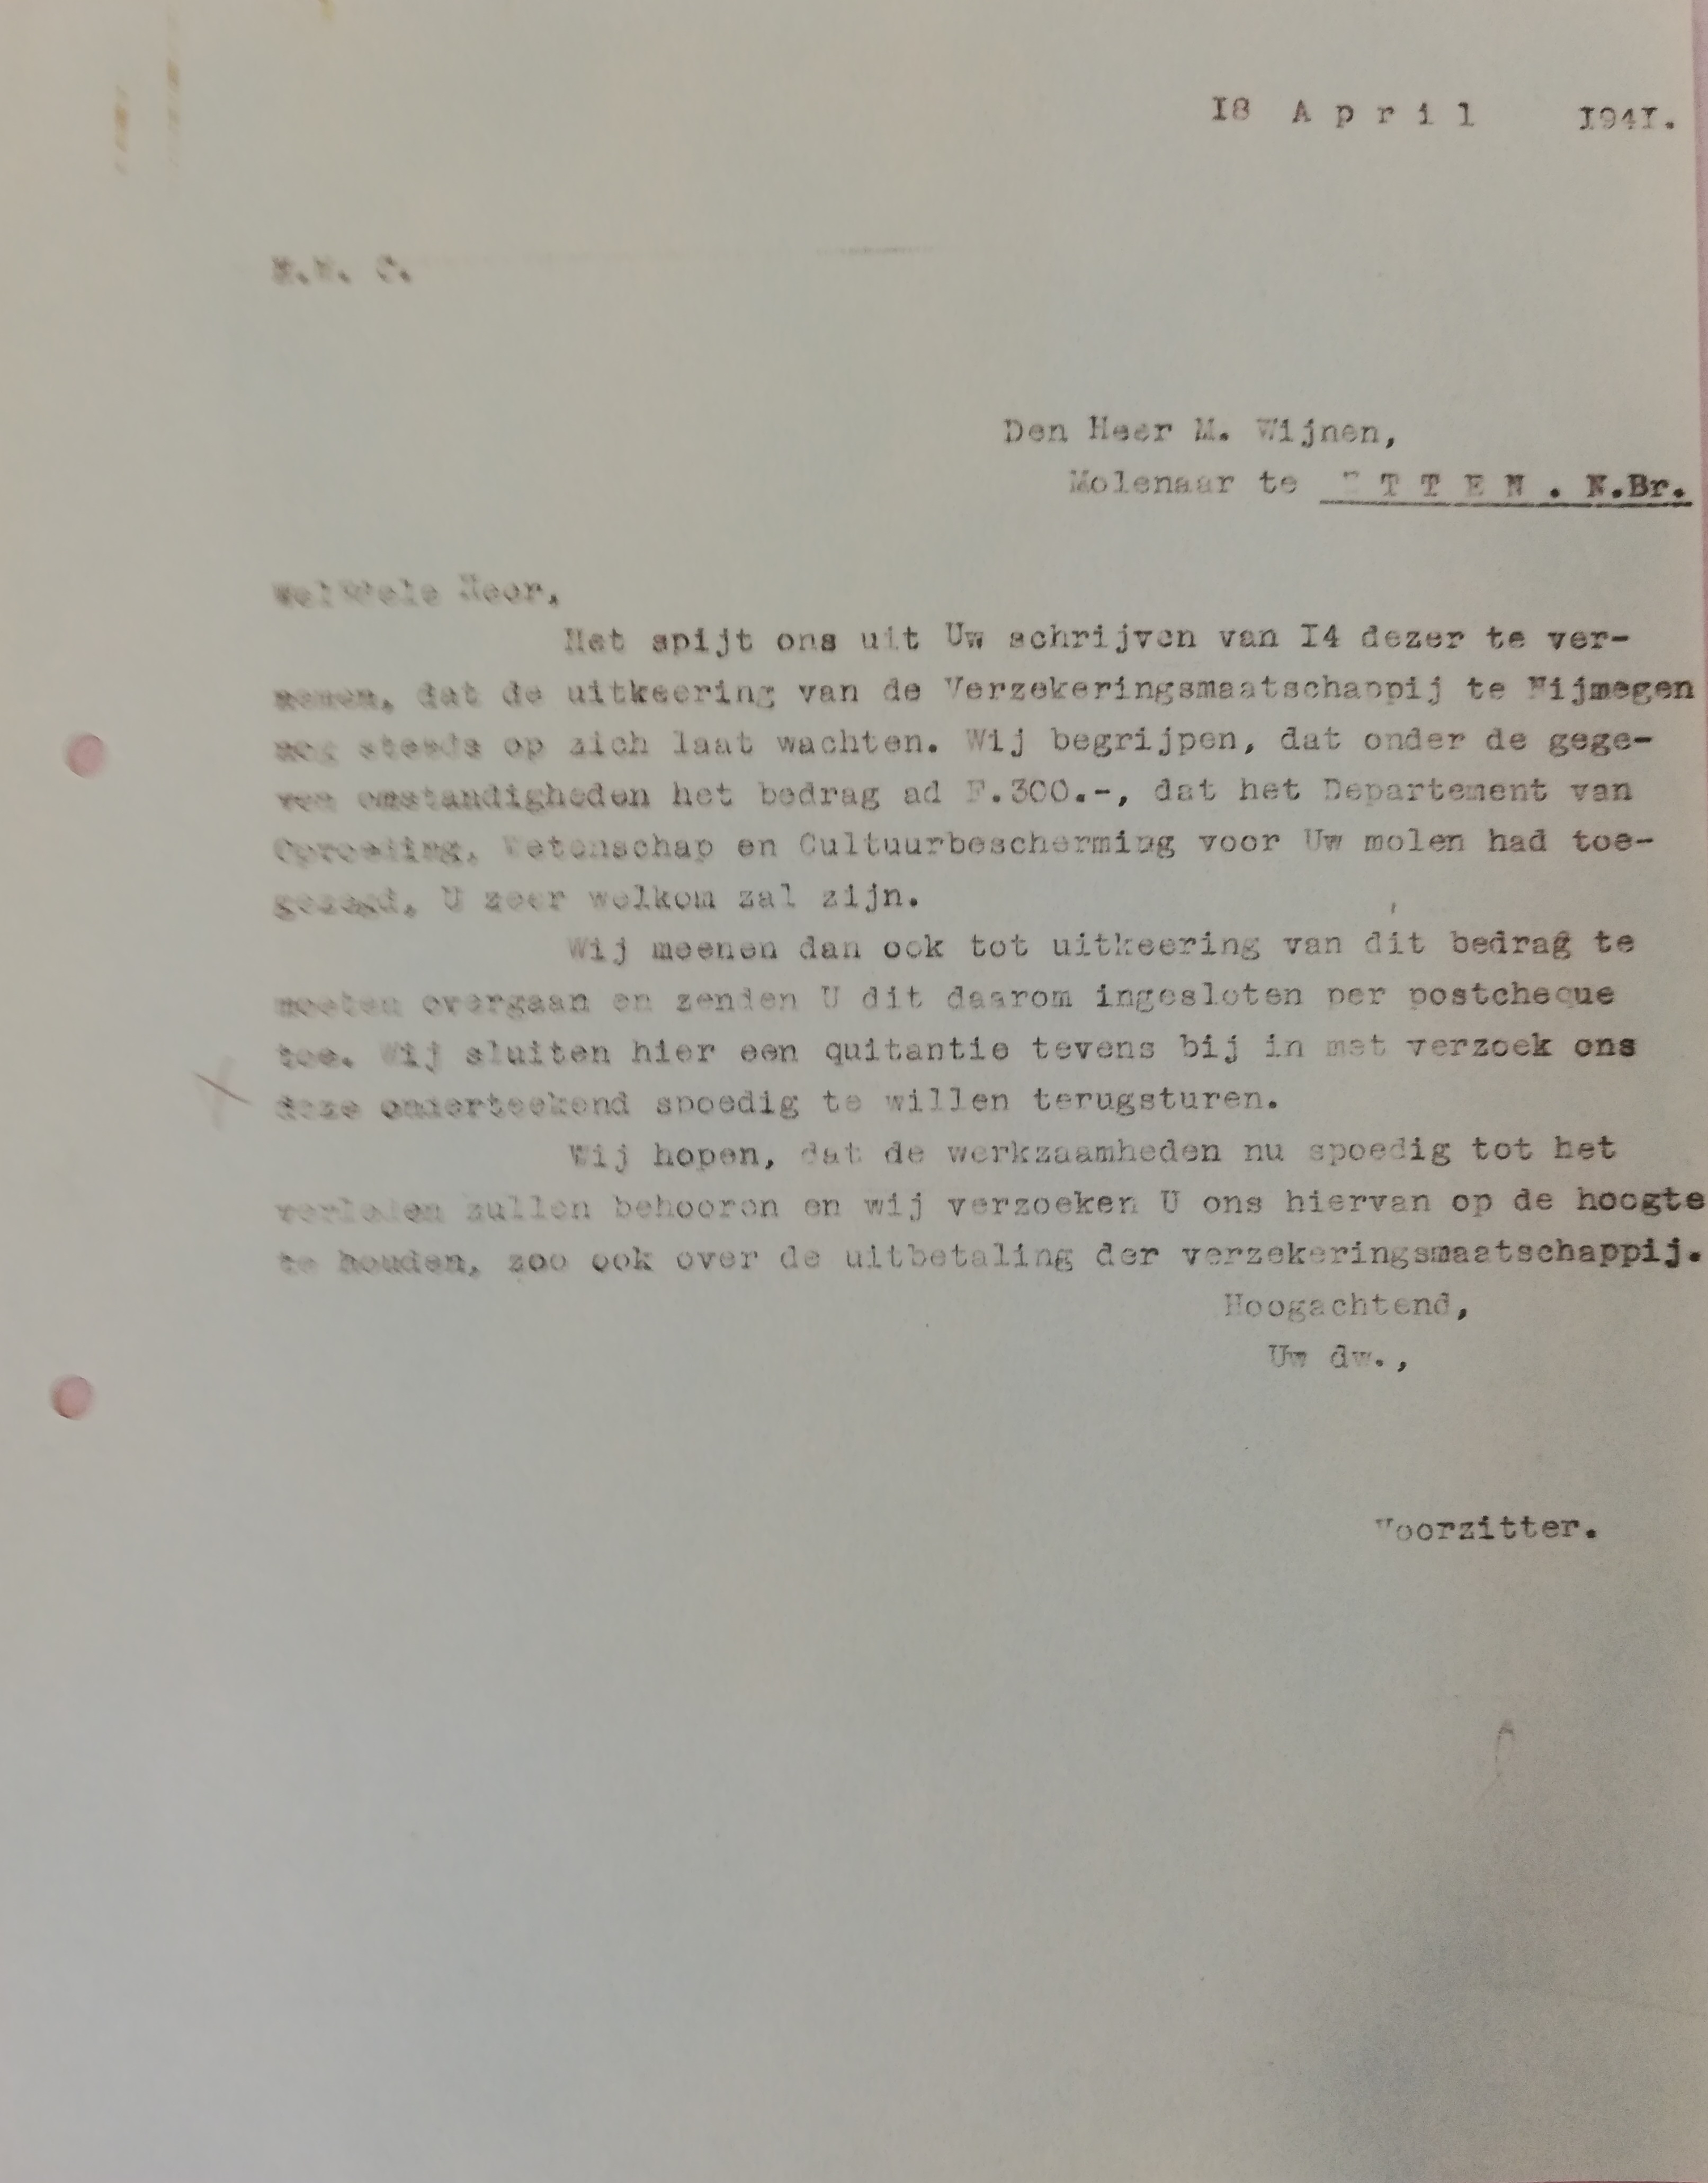 I8 A p r i l I94I.
Den Heer M. Wijnen,
Molenaar te E T T E N . N.Br.
WelEdele Heer,
Het spijt ons uit Uw schrijven van I4 dezer te ver-
nemen, dat de uitkeering van de Verzekeringsmaatschappij te Nijmegen
nog steeds op zich laat wachten. Wij begrijpen, dat onder de gege-
ven omstandigheden het bedrag ad F.300.-, dat het Departement van
Opvoeding, Wetenschap en Cultuurbescherming voor Uw molen had toe-
gezegd, U zeer welkom zal zijn.
Wij meenen dan ook tot uitkeering van dit bedrag te
moeten overgaan en zenden U dit daarom ingesloten per postcheque
toe. Wij sluiten hier een quitantie tevens bij in met verzoek ons
deze onderteekend spoedig te willen terugsturen.
Wij hopen, dat de werkzaamheden nu spoedig tot het
verleden zullen behooren en wij verzoeken U ons hiervan op de hoogte
te houden, zoo ook over de uitbetaling der verzekeringsmaatschappij.
Hoogachtend,
Uw dw.,
Voorzitter.